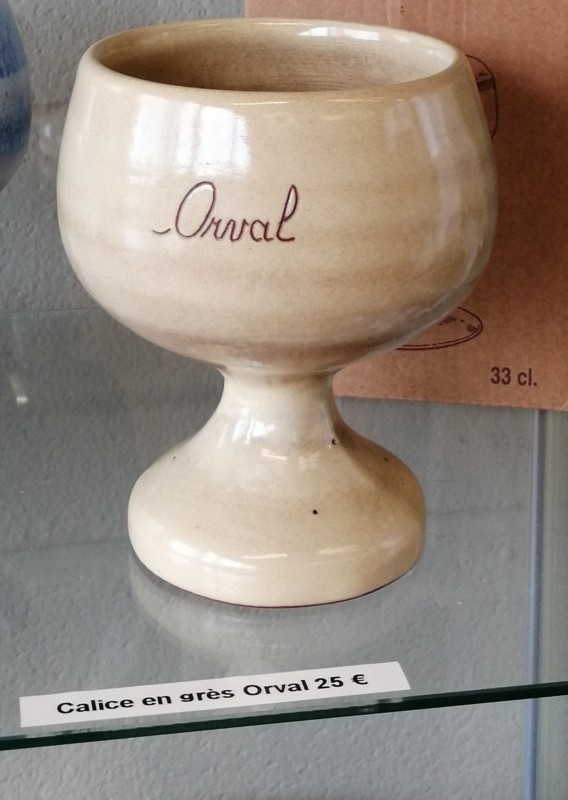 Orval
33 cl.
Calice en grès Orval 25 €